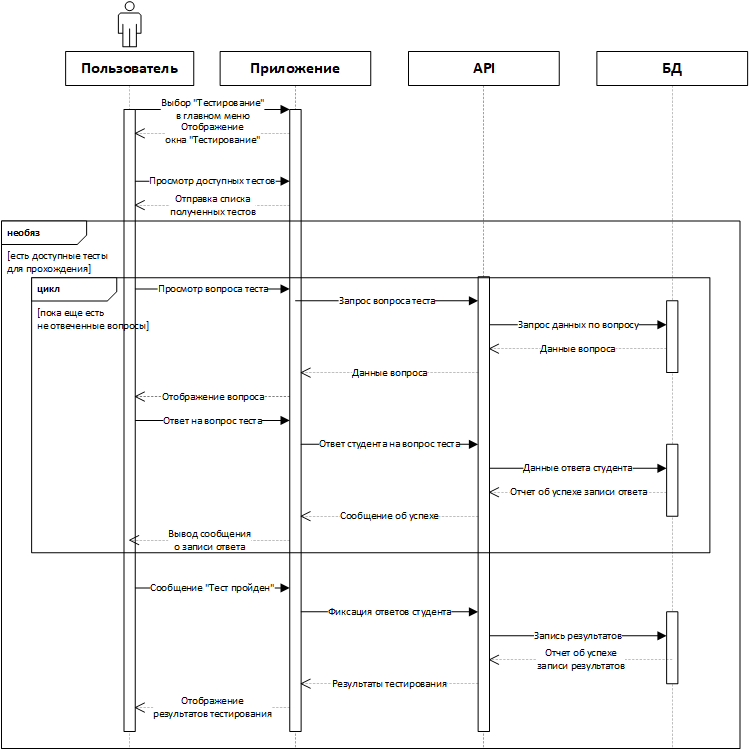 Пользователь
Приложение
API
БД
Выбор "Тестирование"
в главном меню
Отображение
окна "Тестирование"
Просмотр доступных тестов
Отправка списка
полученных тестов
необяз
[есть доступные тесты
для прохождения]
цикл
Просмотр вопроса теста
[пока еще есть
не отвеченные вопросы]
Запрос вопроса теста
Запрос данных по вопросу
Данные вопроса
Данные вопроса
Отображение вопроса
Ответ на вопрос теста
Ответ студента на вопрос теста
Данные ответа студента
Отчет об успехе записи ответа
Сообщение об успехе
Вывод сообщения
о записи ответа
Сообщение "Тест пройден"
Фиксация ответов студента
Запись результатов
Отчет об успехе
записи результатов
Результаты тестирования
Отображение
результатов тестирования